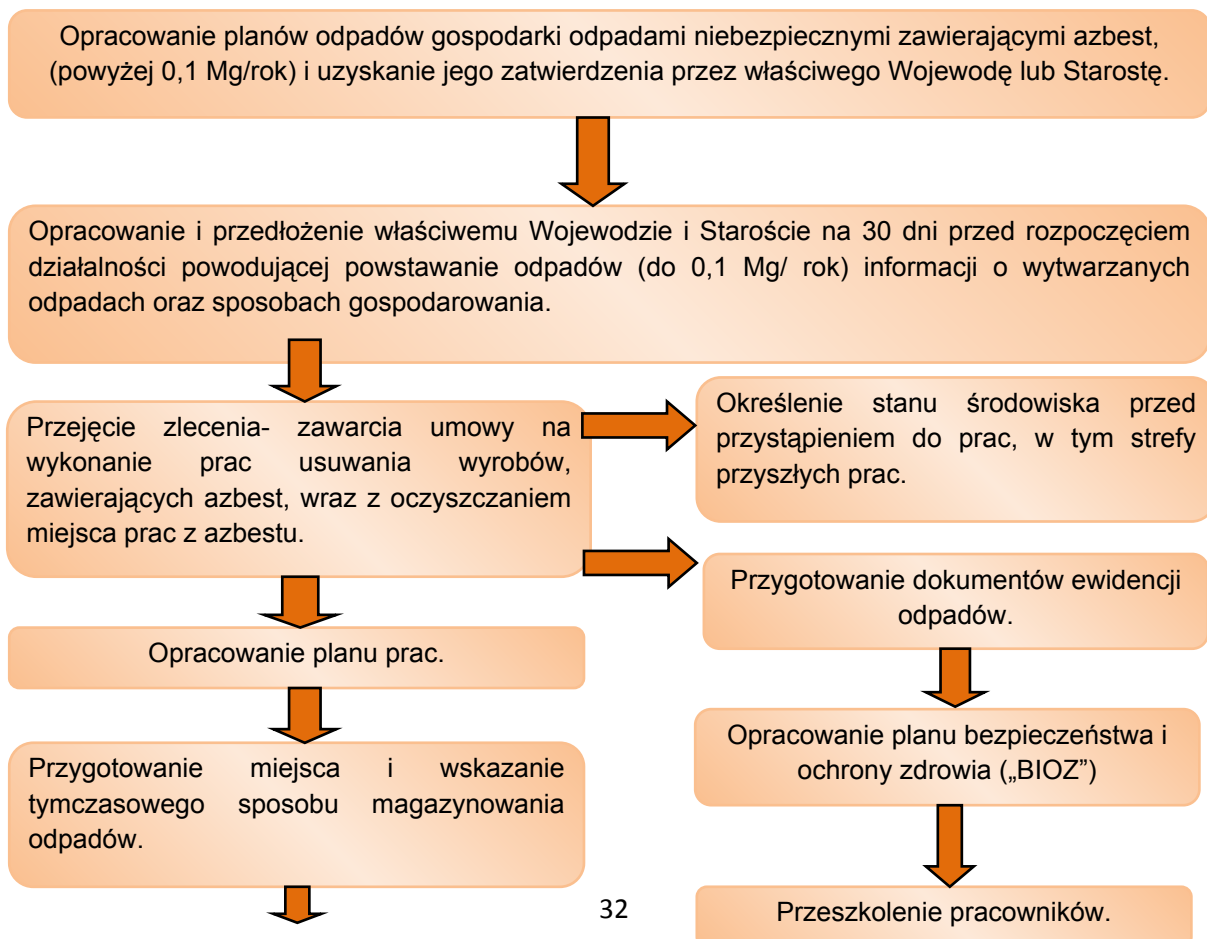 Opracowanie planów odpadów gospodarki odpadami niebezpiecznymi zawierającymi azbest,
(powyżej 0,1 Mg/rok) i uzyskanie jego zatwierdzenia przez właściwego Wojewodę lub Starostę.
Opracowanie i przedłożenie właściwemu Wojewodzie i Staroście na 30 dni przed rozpoczęciem
działalności powodującej powstawanie odpadów (do 0,1 Mg/ rok) informacji o wytwarzanych
odpadach oraz sposobach gospodarowania.
Przejęcie zlecenia- zawarcia umowy na
wykonanie prac usuwania wyrobów,
zawierających azbest, wraz z oczyszczaniem
miejsca prac z azbestu.
Określenie stanu środowiska przed
przystąpieniem do prac, w tym strefy
przyszłych prac.
Przygotowanie dokumentów ewidencji
odpadów.
Opracowanie planu prac.
Opracowanie planu bezpieczeństwa i
ochrony zdrowia („BIOZ”)
Przygotowanie miejsca i wskazanie
tymczasowego sposobu magazynowania
odpadów.
Przeszkolenie pracowników.
32